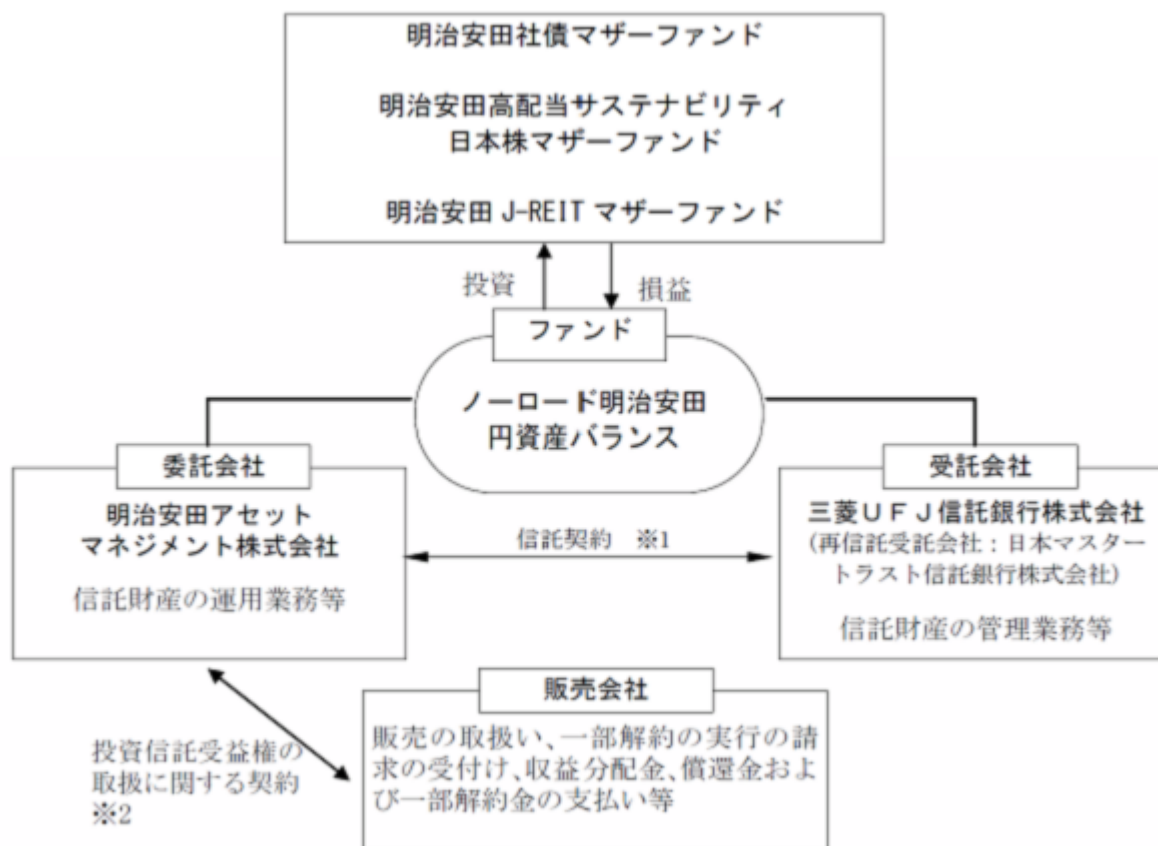 明治安田社債マザーファンド
明治安田高配当サステナビリティ
日本株マザーファンド
明治安田 J-REIT マザーファンド
投資
損益
ファンド
ノーロード明治安田
円資産バランス
委託会社
明治安田アセット
マネジメント株式会社
信託財産の運用業務等
信託契約 ※1
受託会社
三菱UFJ信託銀行株式会社
(再信託受託会社:日本マスター
トラスト信託銀行株式会社)
信託財産の管理業務等
投資信託受益権の
取扱に関する契約
※2
販売会社
販売の取扱い、一部解約の実行の請
求の受付け、収益分配金、償還金およ
び一部解約金の支払い等